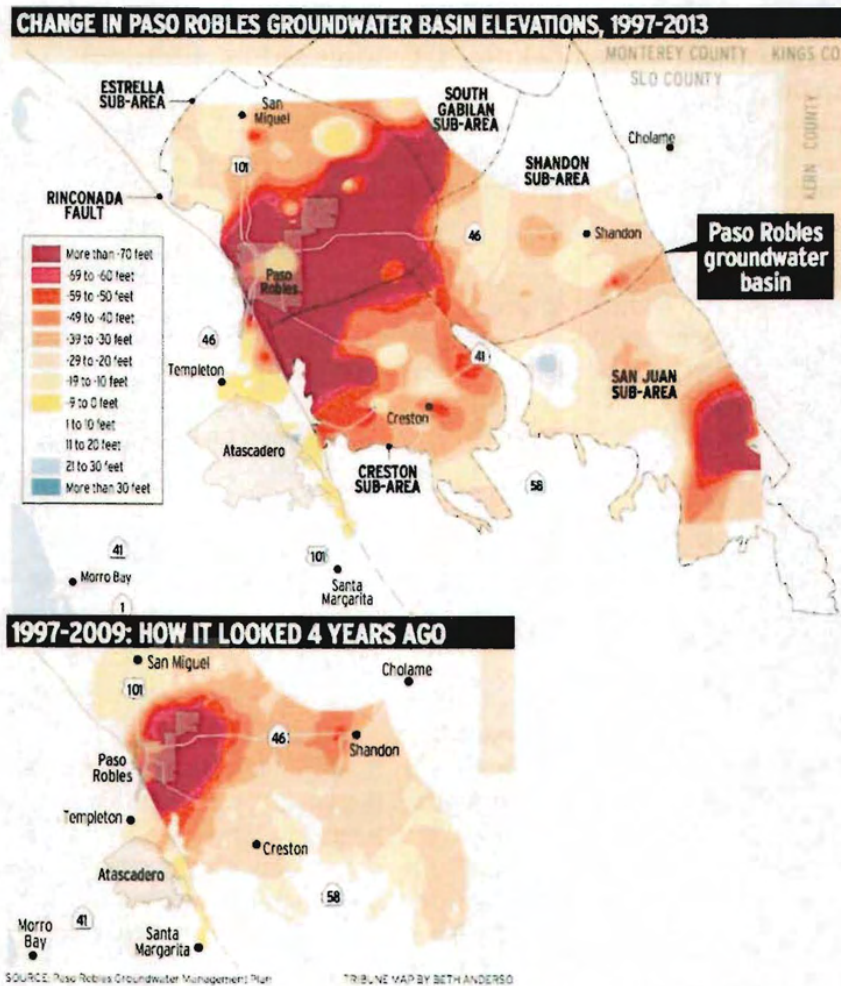 CHANGE IN PASO ROBLES GROUNDWATER BASIN ELEVATIONS, 1997-2013
MONTEREY COUNTY KINGS CO
SLO COUNTY
KERN COUNTY
ESTRELLA
SUB-AREA
San
Miguel
SOUTH
GABILAN
SUB-AREA
Cholame
101
SHANDON
SUB-AREA
RINCONADA
FAULT
46
Shandon
Paso Robles
groundwater
basin
More than -70 feet
-69 to -60 feet
-59 to -50 feet
-49 to -40 feet
-39 to -30 feet
-29 to -20 feet
-19 to -10 feet
-9 to 0 feet
1 to 10 feet
11 to 20 feet
21 to 30 feet
More than 30 feet
Paso
Robles
46
Templeton
41
SAN JUAN
SUB-AREA
Creston
Atascadero
CRESTON
SUB-AREA
58
41
Morro Bay
1
101
Santa
Margarita
1997-2009: HOW IT LOOKED 4 YEARS AGO
San Miguel
Cholame
101
46
Shandon
Paso
Robles
Templeton
Creston
Atascadero
58
41
Morro
Bay
Santa
Margarita
SOURCE: Paso Robles Groundwater Management Plan
TRIBUNE MAP BY BETH ANDERSO